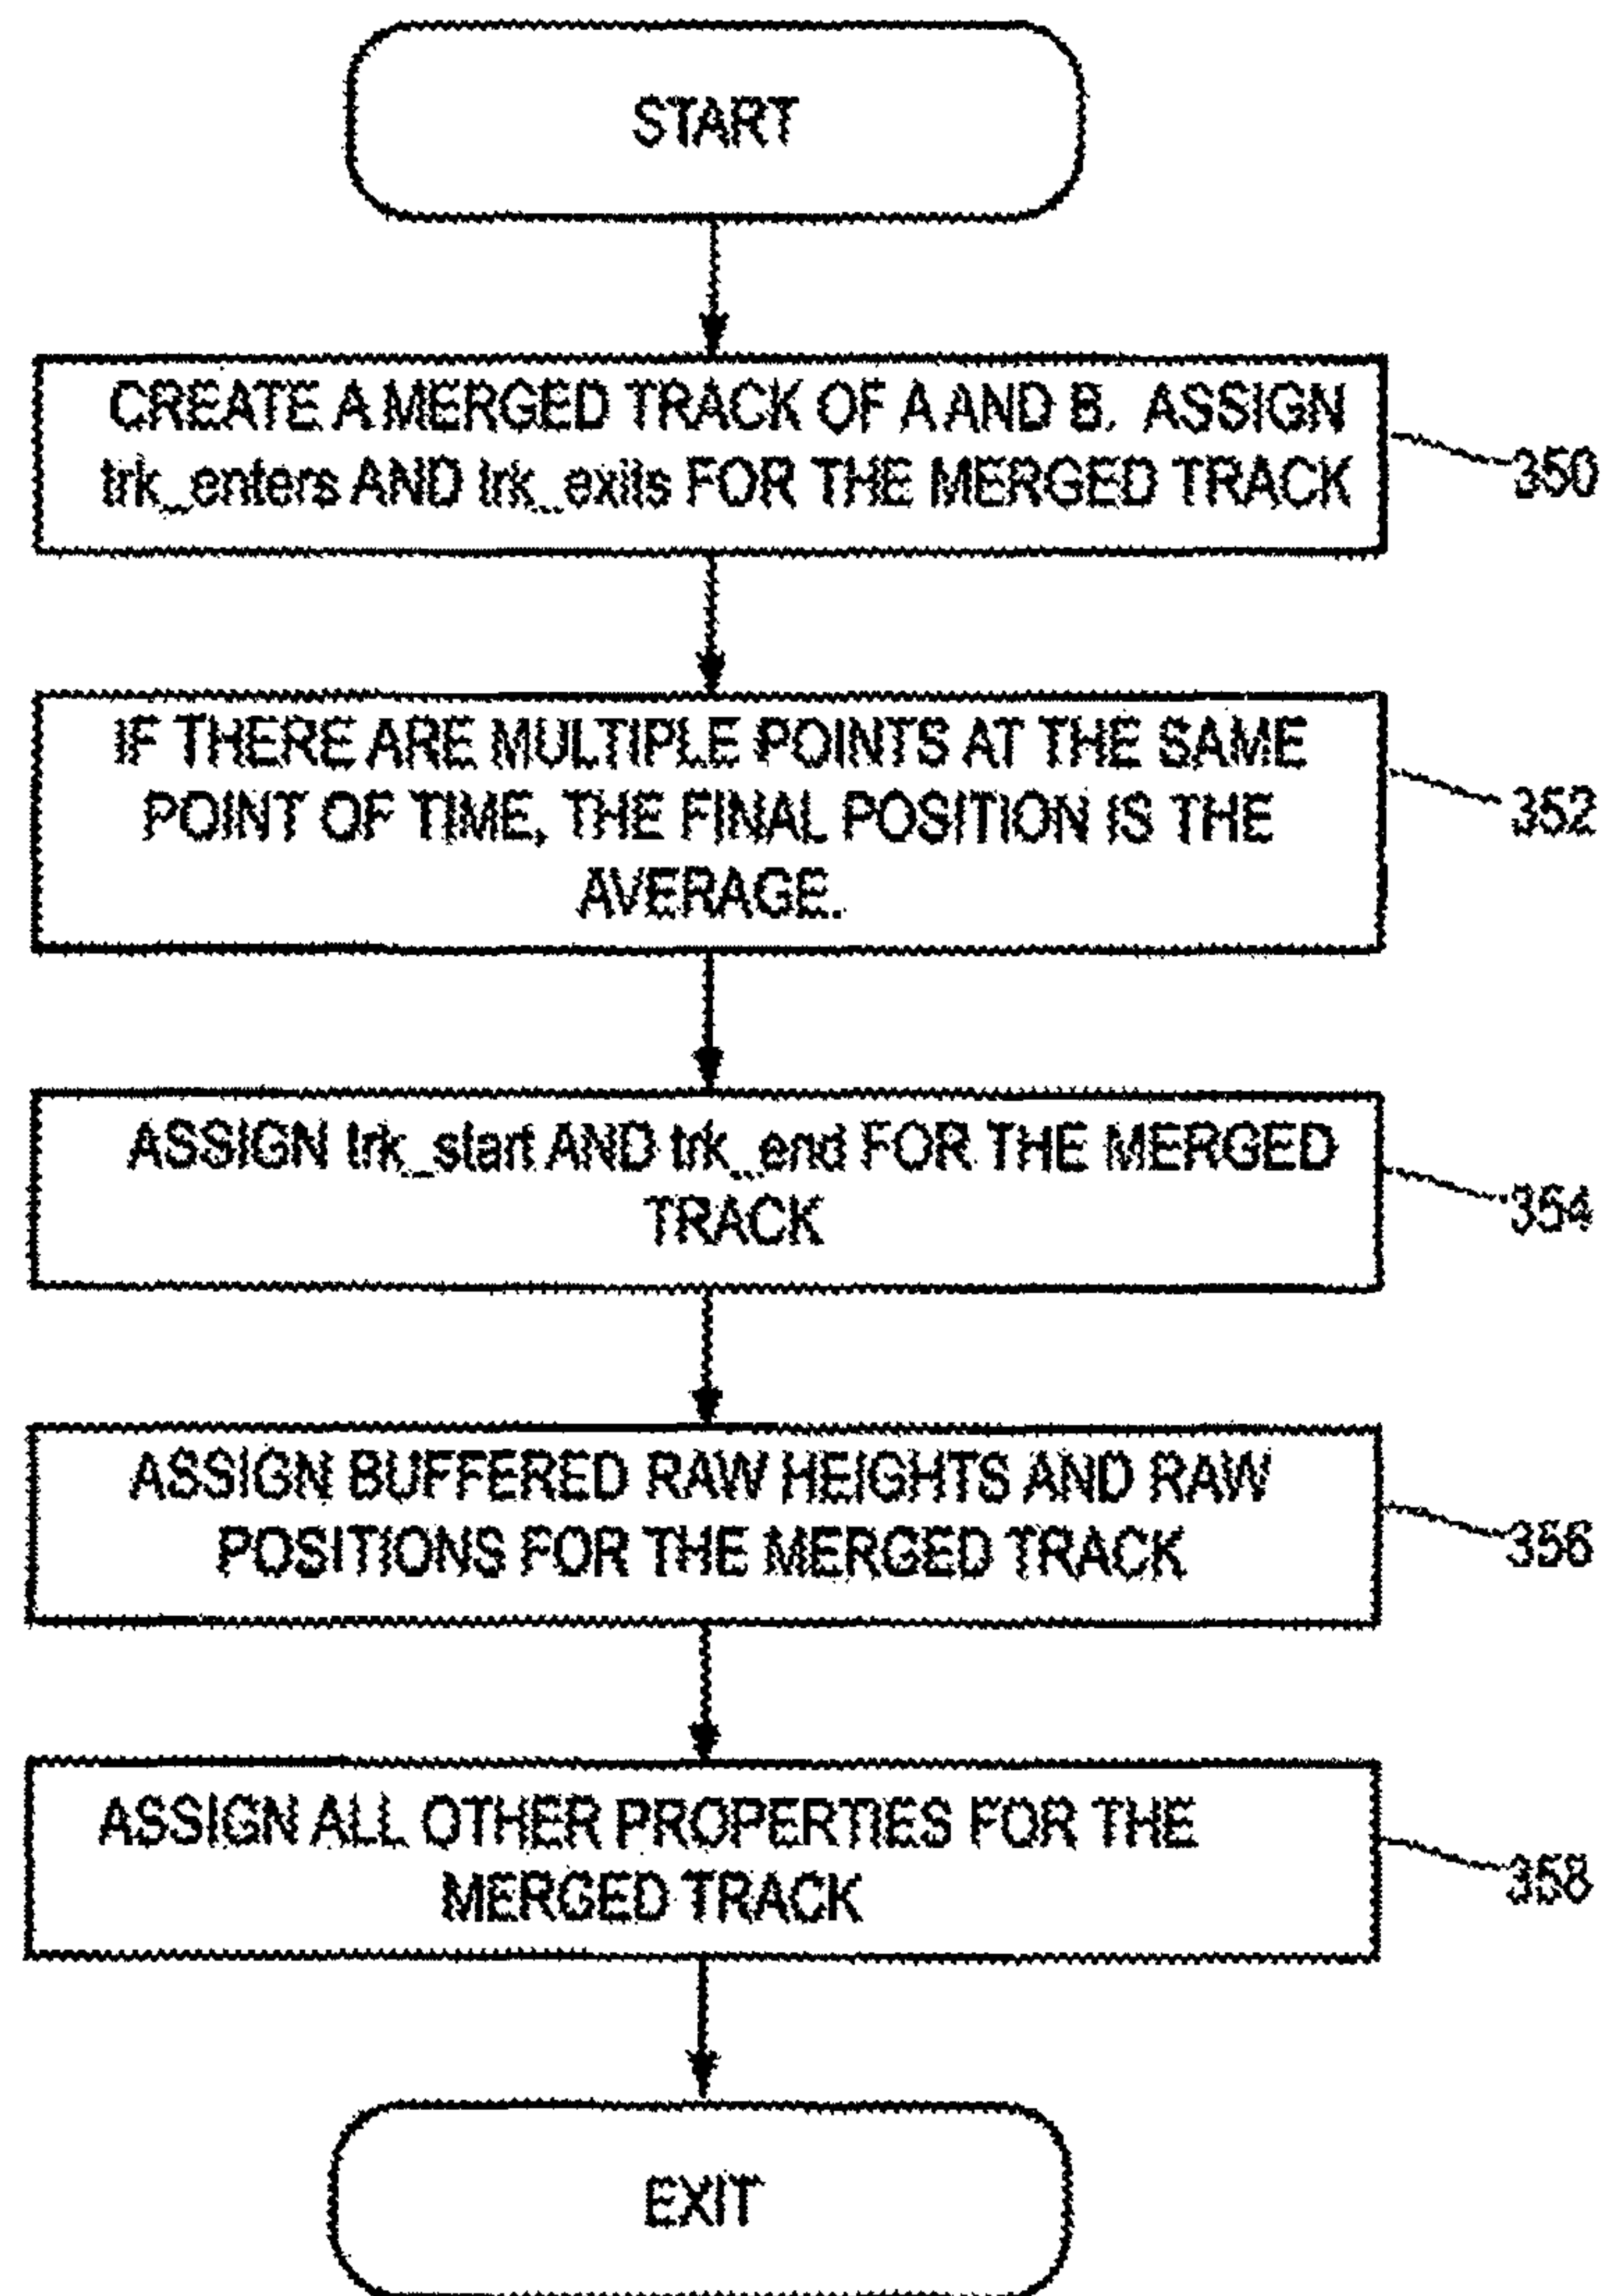 START
CREATE A MERGED TRACK OF A AND B. ASSIGN
trk_enters AND trk_exits FOR THE MERGED TRACK
350
IF THERE ARE MULTIPLE POINTS AT THE SAME
POINT OF TIME, THE FINAL POSITION IS THE
AVERAGE.
352
ASSIGN trk_start AND trk_end FOR THE MERGED
TRACK
354
ASSIGN BUFFERED RAW HEIGHTS AND RAW
POSITIONS FOR THE MERGED TRACK
356
ASSIGN ALL OTHER PROPERTIES FOR THE
MERGED TRACK
358
EXIT